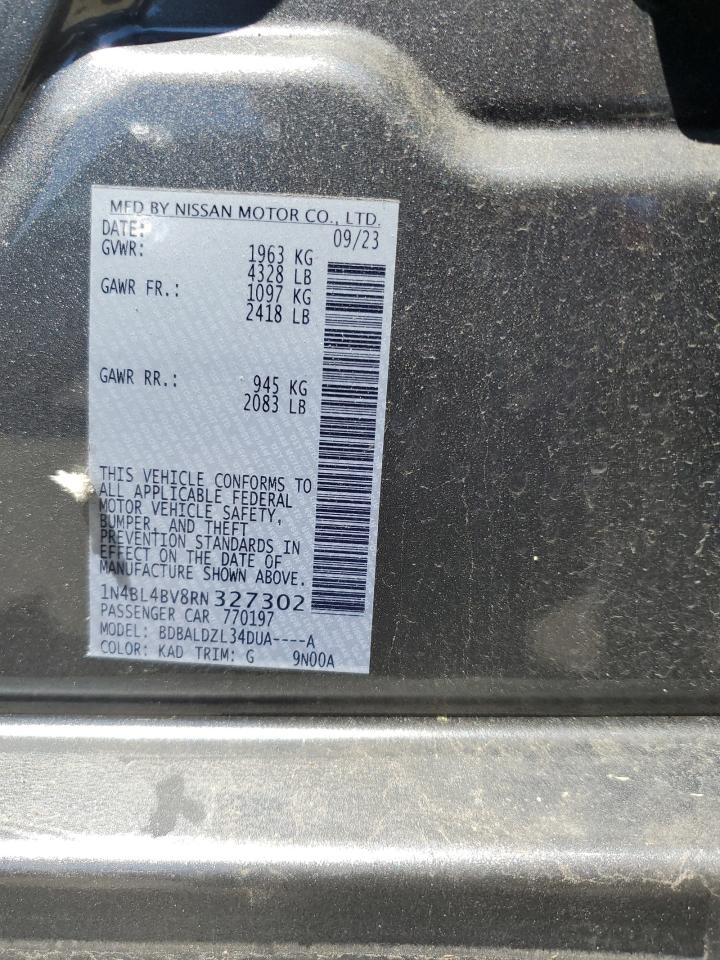 MFD BY NISSAN MOTOR CO., LTD.
DATE: 09/23
GVWR: 1963 KG
4328 LB
GAWR FR.: 1097 KG
2418 LB
GAWR RR.: 945 KG
2083 LB
THIS VEHICLE CONFORMS TO
ALL APPLICABLE FEDERAL
MOTOR VEHICLE SAFETY,
BUMPER, AND THEFT
PREVENTION STANDARDS IN
EFFECT ON THE DATE OF
MANUFACTURE SHOWN ABOVE.
1N4BL4BV8RN327302
PASSENGER CAR 770197
MODEL: BDBALDZL34DUA----A
COLOR: KAD TRIM: G 9N00A